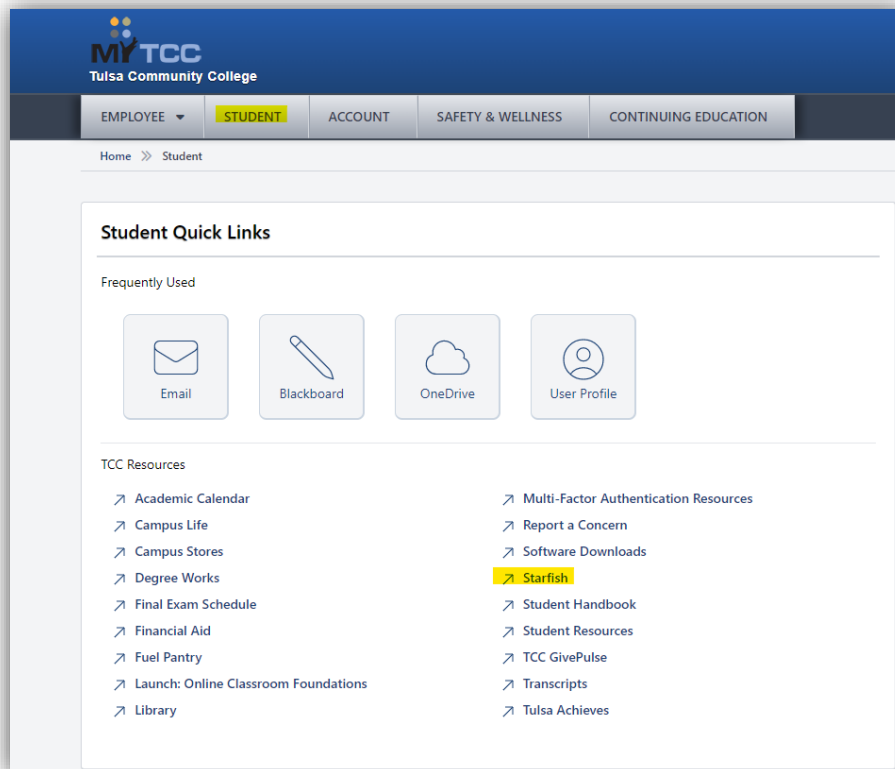 MYTCC
Tulsa Community College
EMPLOYEE STUDENT ACCOUNT SAFETY & WELLNESS CONTINUING EDUCATION
Home Student
Student Quick Links
Frequently Used
Email Blackboard OneDrive User Profile
TCC Resources
Academic Calendar
Campus Life
Campus Stores
Degree Works
Final Exam Schedule
Financial Aid
Fuel Pantry
Launch: Online Classroom Foundations
Library
Multi-Factor Authentication Resources
Report a Concern
Software Downloads
Starfish
Student Handbook
Student Resources
TCC GivePulse
Transcripts
Tulsa Achieves